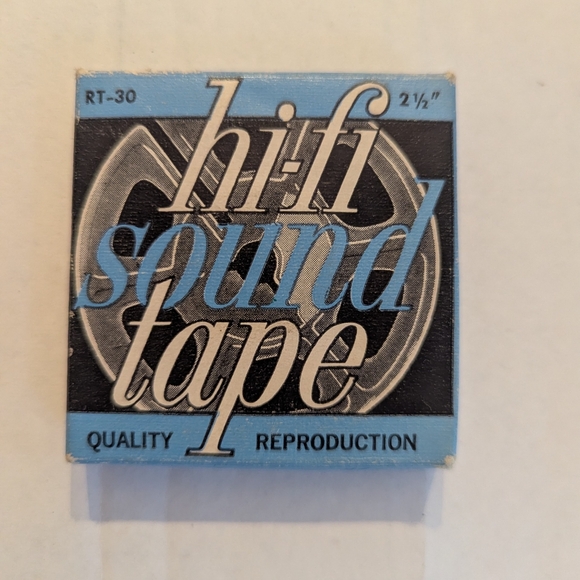 RT-30 2½"
hi-fi
sound
tape
QUALITY REPRODUCTION